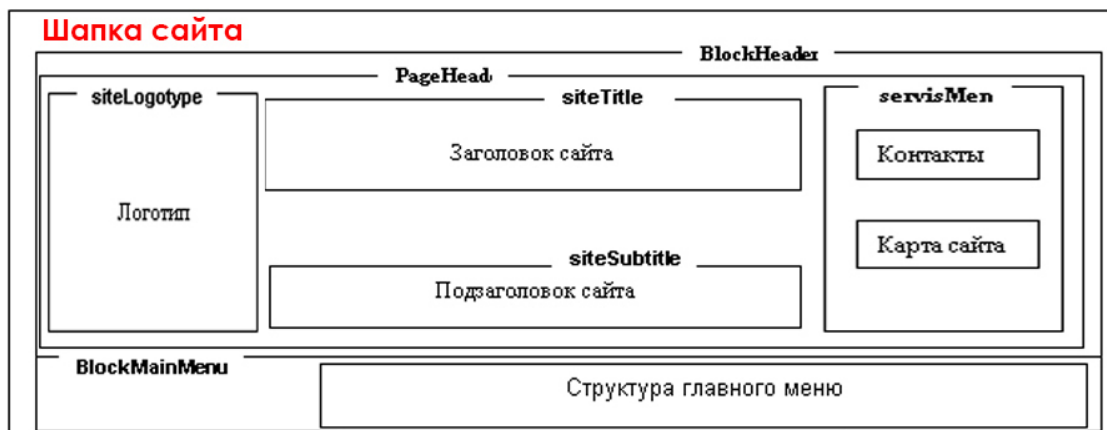 Шапка сайта
BlockHeader
PageHead
siteLogotype
siteTitle
servisMen
Заголовок сайта
Контакты
Логотип
Карта сайта
siteSubtitle
Подзаголовок сайта
BlockMainMenu
Структура главного меню